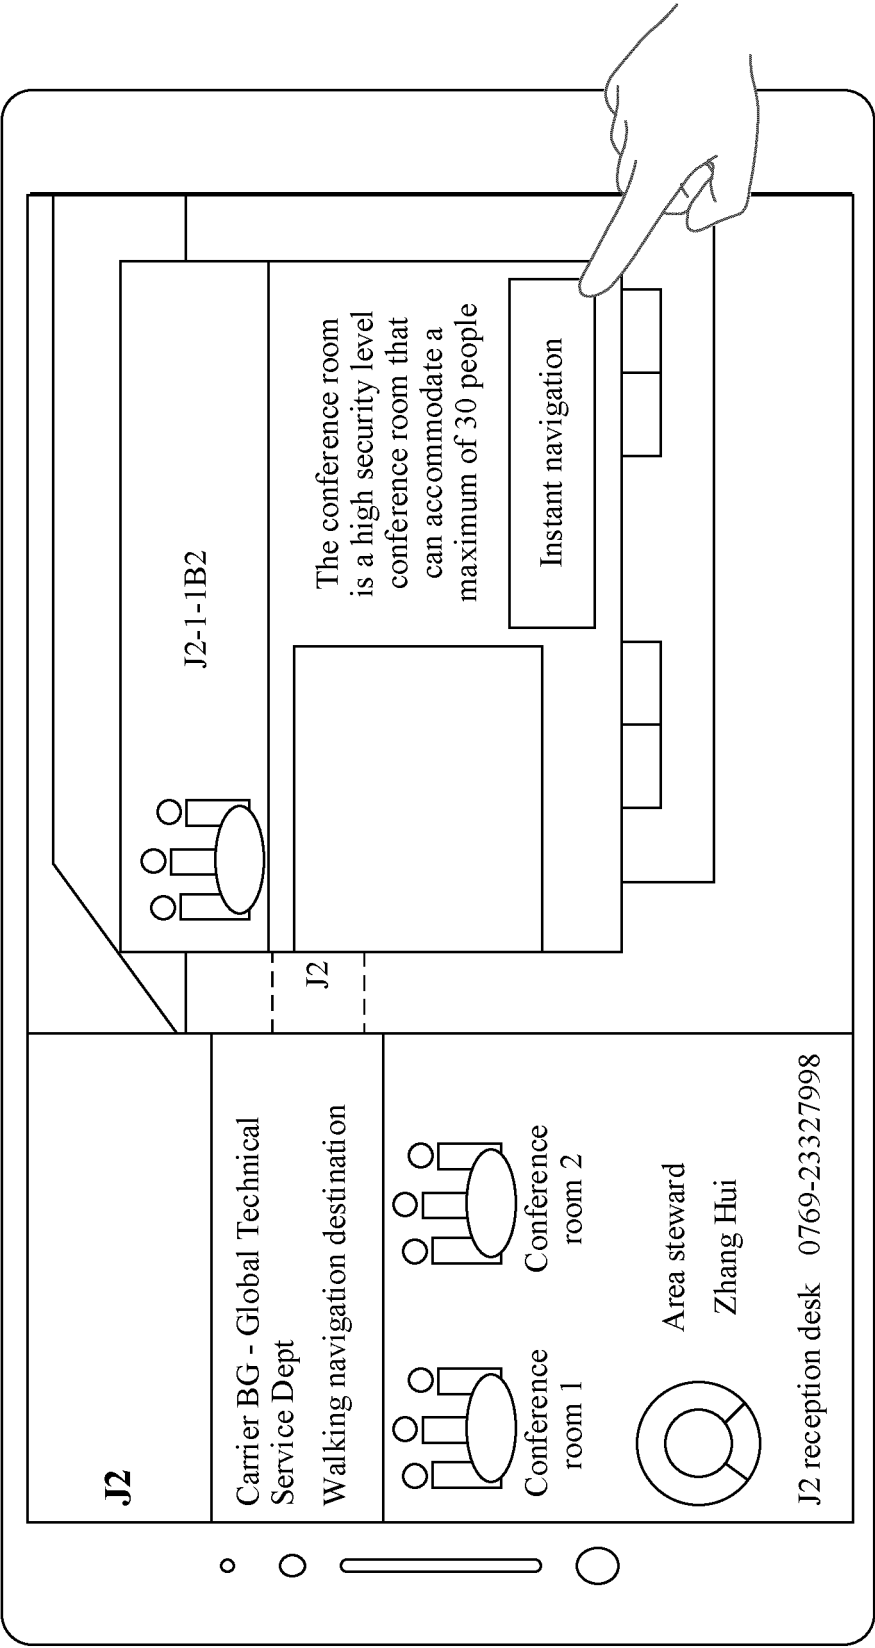 J2
Carrier BG - Global Technical
Service Dept
Walking navigation destination
Conference
room 1
Conference
room 2
Area steward
Zhang Hui
J2 reception desk 0769-23327998
J2
J2-1-1B2
The conference room
is a high security level
conference room that
can accommodate a
maximum of 30 people
Instant navigation